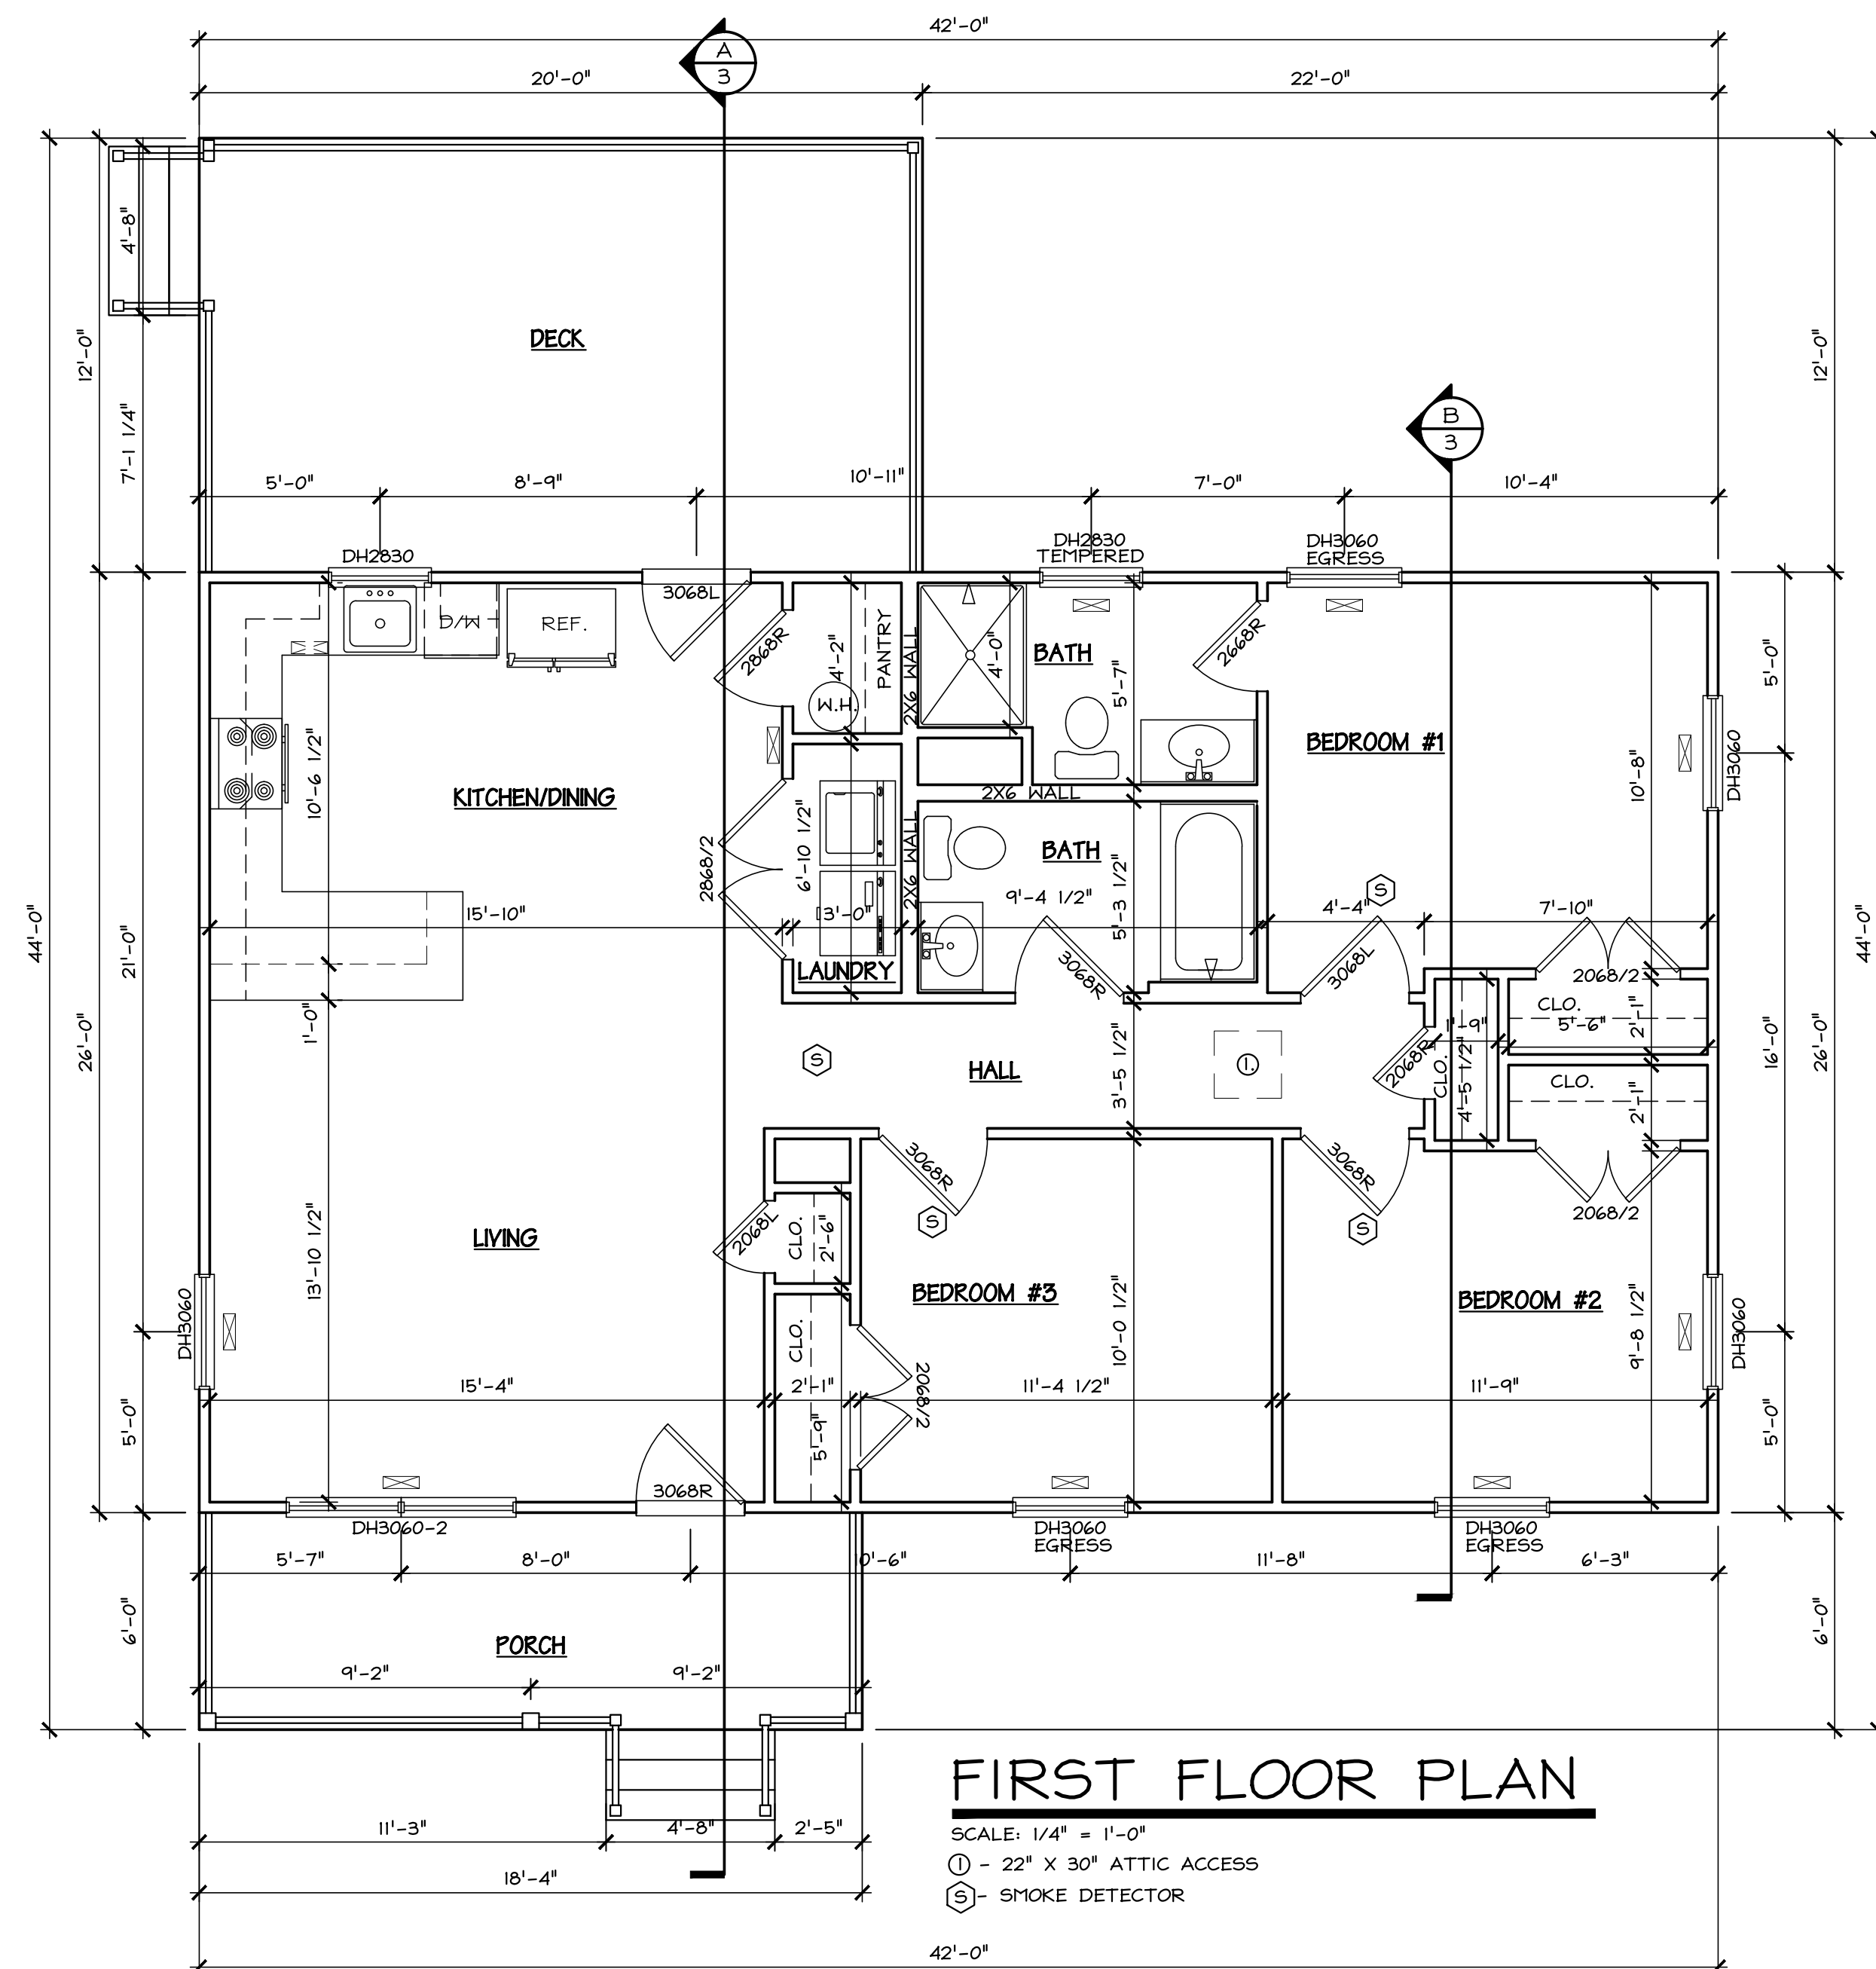 42'-0"
A
3
20'-0"
22'-0"
4'-8"
DECK
12'-0"
12'-0"
7'-1 1/4"
B
3
5'-0"
8'-9"
10'-11"
7'-0"
10'-4"
DH2830
DH2830
TEMPERED
DH3060
EGRESS
3068L
2868R
D/W
REF.
W.H.
4'-2"
PANTRY
2X6 WALL
4'-0"
BATH
5'-7"
2668R
5'-0"
BEDROOM #1
DH3060
10'-8"
10'-6 1/2"
KITCHEN/DINING
2X6 WALL
6'-10 1/2"
2868/2
2X6 WALL
BATH
9'-4 1/2"
5'-3 1/2"
44'-0"
21'-0"
15'-10"
3'-0"
LAUNDRY
3068R
S
4'-4"
7'-10"
3068L
2068/2
44'-0"
CLO.
5'-6"
2'-1"
1'-9"
26'-0"
1'-0"
S
HALL
3'-5 1/2"
1.
2068R
CLO.
4'-5 1/2"
CLO.
2'-1"
16'-0"
26'-0"
3068R
S
3068R
S
2068/2
LIVING
13'-10 1/2"
2068L
CLO.
2'-6"
BEDROOM #3
BEDROOM #2
DH3060
CLO.
10'-0 1/2"
9'-8 1/2"
DH3060
15'-4"
2'-1"
2068/2
11'-4 1/2"
11'-9"
5'-0"
5'-9"
5'-0"
3068R
DH3060-2
DH3060
EGRESS
DH3060
EGRESS
5'-7"
8'-0"
0'-6"
11'-8"
6'-3"
6'-0"
6'-0"
PORCH
9'-2"
9'-2"
FIRST FLOOR PLAN
11'-3"
4'-8"
2'-5"
SCALE: 1/4" = 1'-0"
1 - 22" X 30" ATTIC ACCESS
18'-4"
S - SMOKE DETECTOR
42'-0"